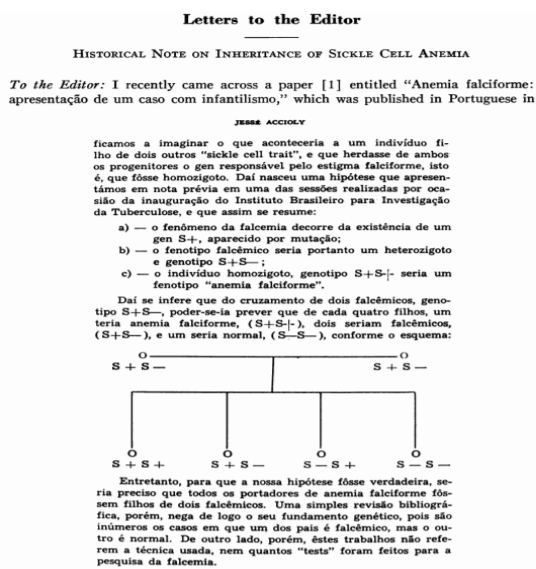 Letters to the Editor
HISTORICAL NOTE ON INHERITANCE OF SICKLE CELL ANEMIA
To the Editor: I recently came across a paper [1] entitled “Anemia falciforme:
apresentação de um caso com infantilismo,” which was published in Portuguese in
JESSÉ ACCIOLY
ficamos a imaginar o que aconteceria a um indivíduo fi-
lho de dois outros “sickle cell trait”, e que herdasse de ambos
os progenitores o gen responsável pelo estigma falciforme, isto
é, que fôsse homozigoto. Daí nasceu uma hipótese que apresen-
támos em nota prévia em uma das sessões realizadas por oca-
sião da inauguração do Instituto Brasileiro para Investigação
da Tuberculose, e que assim se resume:
a) — o fenômeno da falcemia decorre da existência de um
gen S+, aparecido por mutação;
b) — o fenotipo falcêmico seria portanto um heterozigoto
e genotipo S+S—;
c) — o indivíduo homozigoto, genotipo S+S-|- seria um
fenotipo “anemia falciforme”.
Daí se infere que do cruzamento de dois falcêmicos, geno-
tipo S+S—, poder-se-ia prever que de cada quatro filhos, um
teria anemia falciforme, (S+S-|-), dois seriam falcêmicos,
(S+S—), e um seria normal, (S—S—), conforme o esquema:
O O
S + S — S + S —
O O O O
S + S + S + S — S — S + S — S —
Entretanto, para que a nossa hipótese fôsse verdadeira, se-
ria preciso que todos os portadores de anemia falciforme fôs-
sem filhos de dois falcêmicos. Uma simples revisão bibliográ-
fica, porém, nega de logo o seu fundamento genético, pois são
inúmeros os casos em que um dos pais é falcêmico, mas o ou-
tro é normal. De outro lado, porém, êstes trabalhos não refe-
rem a técnica usada, nem quantos “tests” foram feitos para a
pesquisa da falcemia.